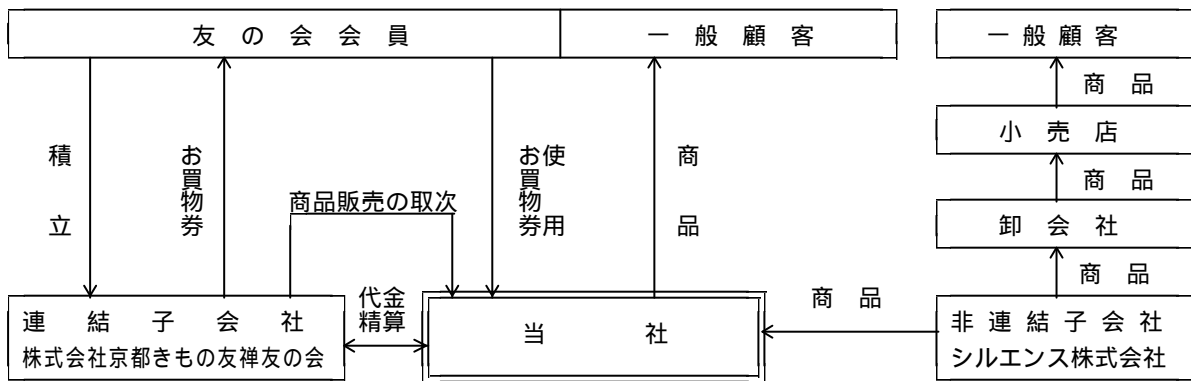 友の会会員
一般顧客
一般顧客
商品
小売店
商品
卸会社
商品
積立
お買物券
商品販売の取次
お買物券
使用
商品
代金
精算
商品
連結子会社
株式会社京都きもの友禅友の会
当社
非連結子会社
シルエンス株式会社